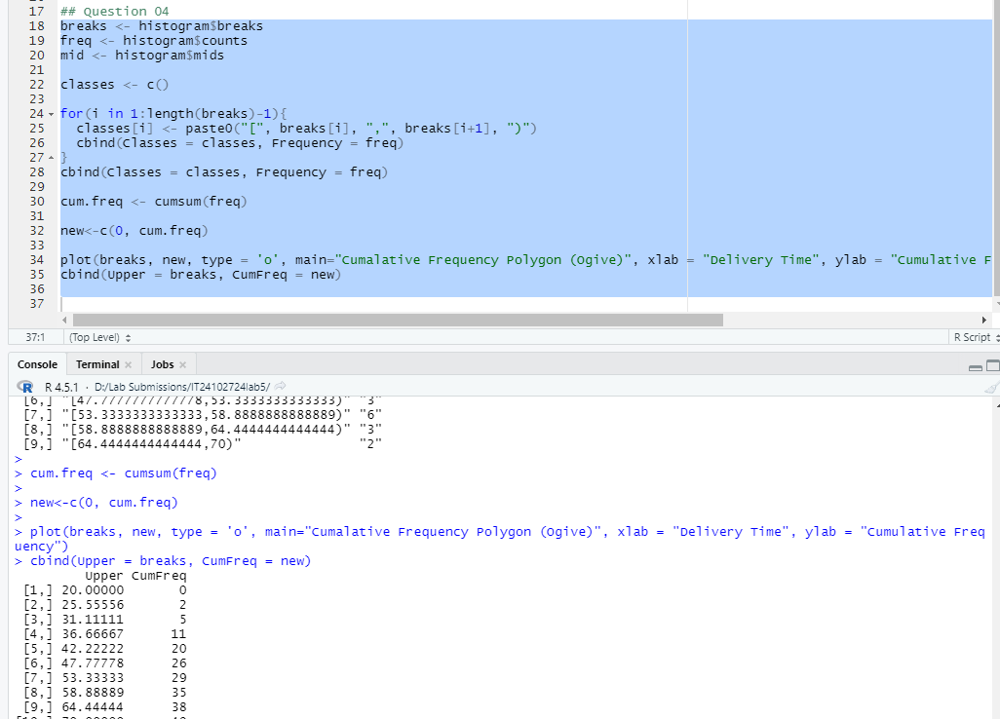 17 ## Question 04
18 breaks <- histogram$breaks
19 freq <- histogram$counts
20 mid <- histogram$mids
21
22 classes <- c()
23
24 for(i in 1:length(breaks)-1){
25 classes[i] <- paste0("[", breaks[i], ",", breaks[i+1], ")")
26 cbind(Classes = classes, Frequency = freq)
27 }
28 cbind(Classes = classes, Frequency = freq)
29
30 cum.freq <- cumsum(freq)
31
32 new<-c(0, cum.freq)
33
34 plot(breaks, new, type = 'o', main="Cumalative Frequency Polygon (Ogive)", xlab = "Delivery Time", ylab = "Cumulative F
35 cbind(Upper = breaks, CumFreq = new)
36
37
37:1 (Top Level) R Script
Console Terminal Jobs
R 4.5.1 · D:/Lab Submissions/IT24102724lab5/
[6,] "[47.7777777777778,53.3333333333333)" "3"
[7,] "[53.3333333333333,58.8888888888889)" "6"
[8,] "[58.8888888888889,64.4444444444444)" "3"
[9,] "[64.4444444444444,70)" "2"
>
> cum.freq <- cumsum(freq)
>
> new<-c(0, cum.freq)
>
> plot(breaks, new, type = 'o', main="Cumalative Frequency Polygon (Ogive)", xlab = "Delivery Time", ylab = "Cumulative Freq
uency")
> cbind(Upper = breaks, CumFreq = new)
Upper CumFreq
[1,] 20.00000 0
[2,] 25.55556 2
[3,] 31.11111 5
[4,] 36.66667 11
[5,] 42.22222 20
[6,] 47.77778 26
[7,] 53.33333 29
[8,] 58.88889 35
[9,] 64.44444 38